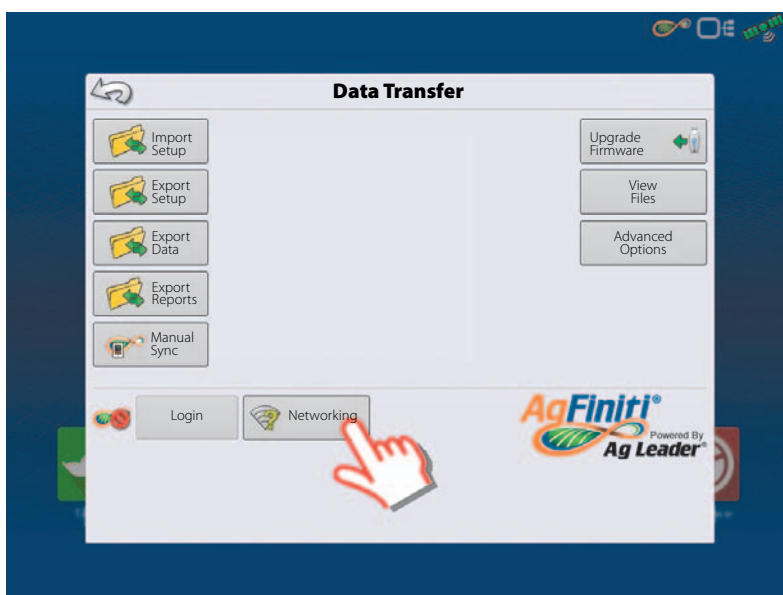 Data Transfer
Import
Setup
Export
Setup
Export
Data
Export
Reports
Manual
Sync
Upgrade
Firmware
View
Files
Advanced
Options
Login
Networking
AgFiniti®
Powered By
Ag Leader®